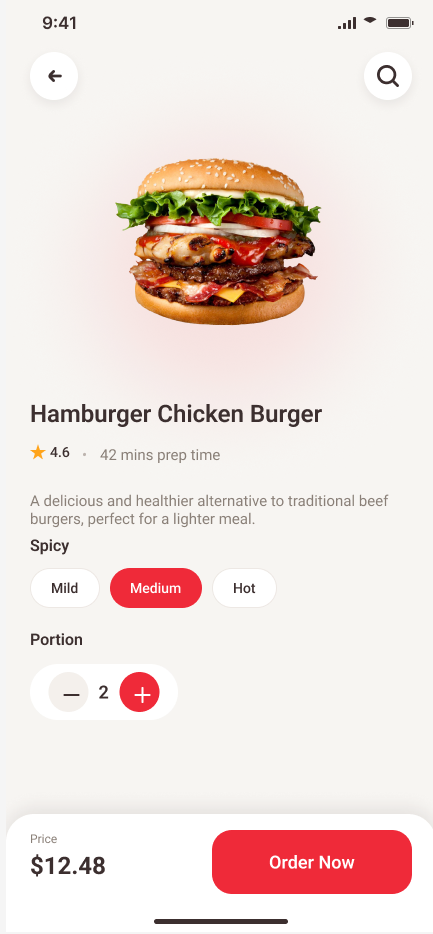 9:41
Hamburger Chicken Burger
4.6 • 42 mins prep time
A delicious and healthier alternative to traditional beef
burgers, perfect for a lighter meal.
Spicy
Mild Medium Hot
Portion
2
Price
$12.48
Order Now